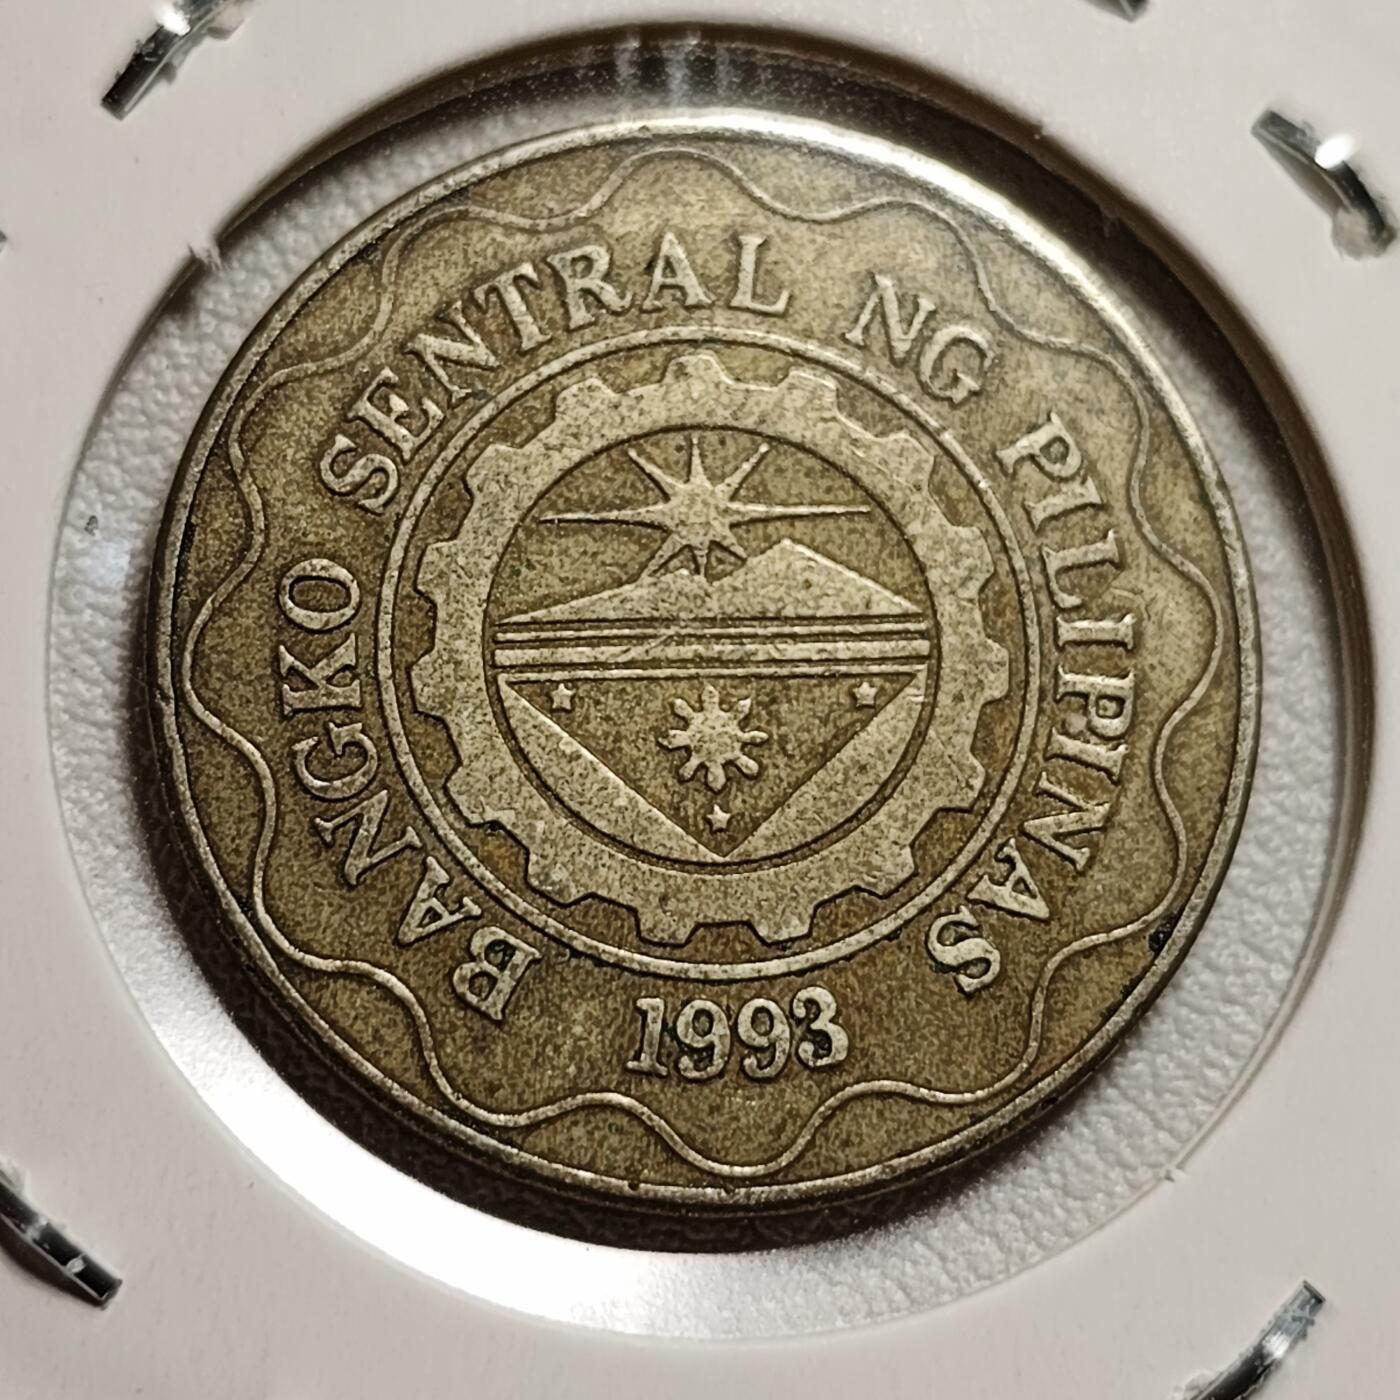 BANGKO SENTRAL NG PILIPINAS
1993